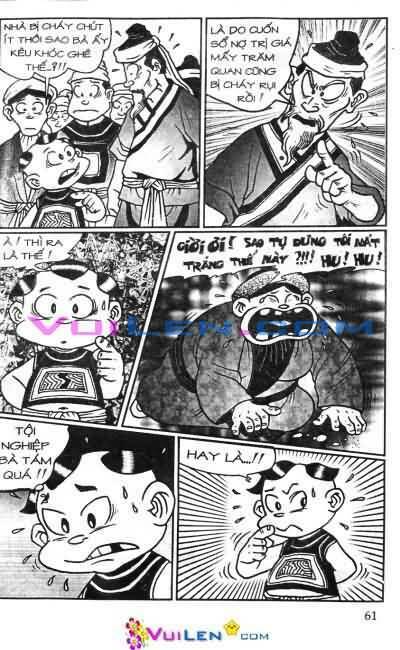 NHÀ BỊ CHÁY CHÚT
ÍT THÔI SAO BÀ ẤY
KÊU KHÓC GHÊ
THẾ..?!!
LÀ DO CUỐN
SỔ NỢ TRỊ GIÁ
MẤY TRĂM
QUAN CŨNG
BỊ CHÁY RỤI
RỒI !
À ! THÌ RA
LÀ THẾ !
GIỜI ƠI ! SAO TỰ DƯNG TÔI MẤT
TRẮNG THẾ NÀY ?!!! HU ! HU !
VUILEN.COM
TỘI
NGHIỆP
BÀ TÁM
QUÁ !!
HAY LÀ...!!
61
VUILEN.COM